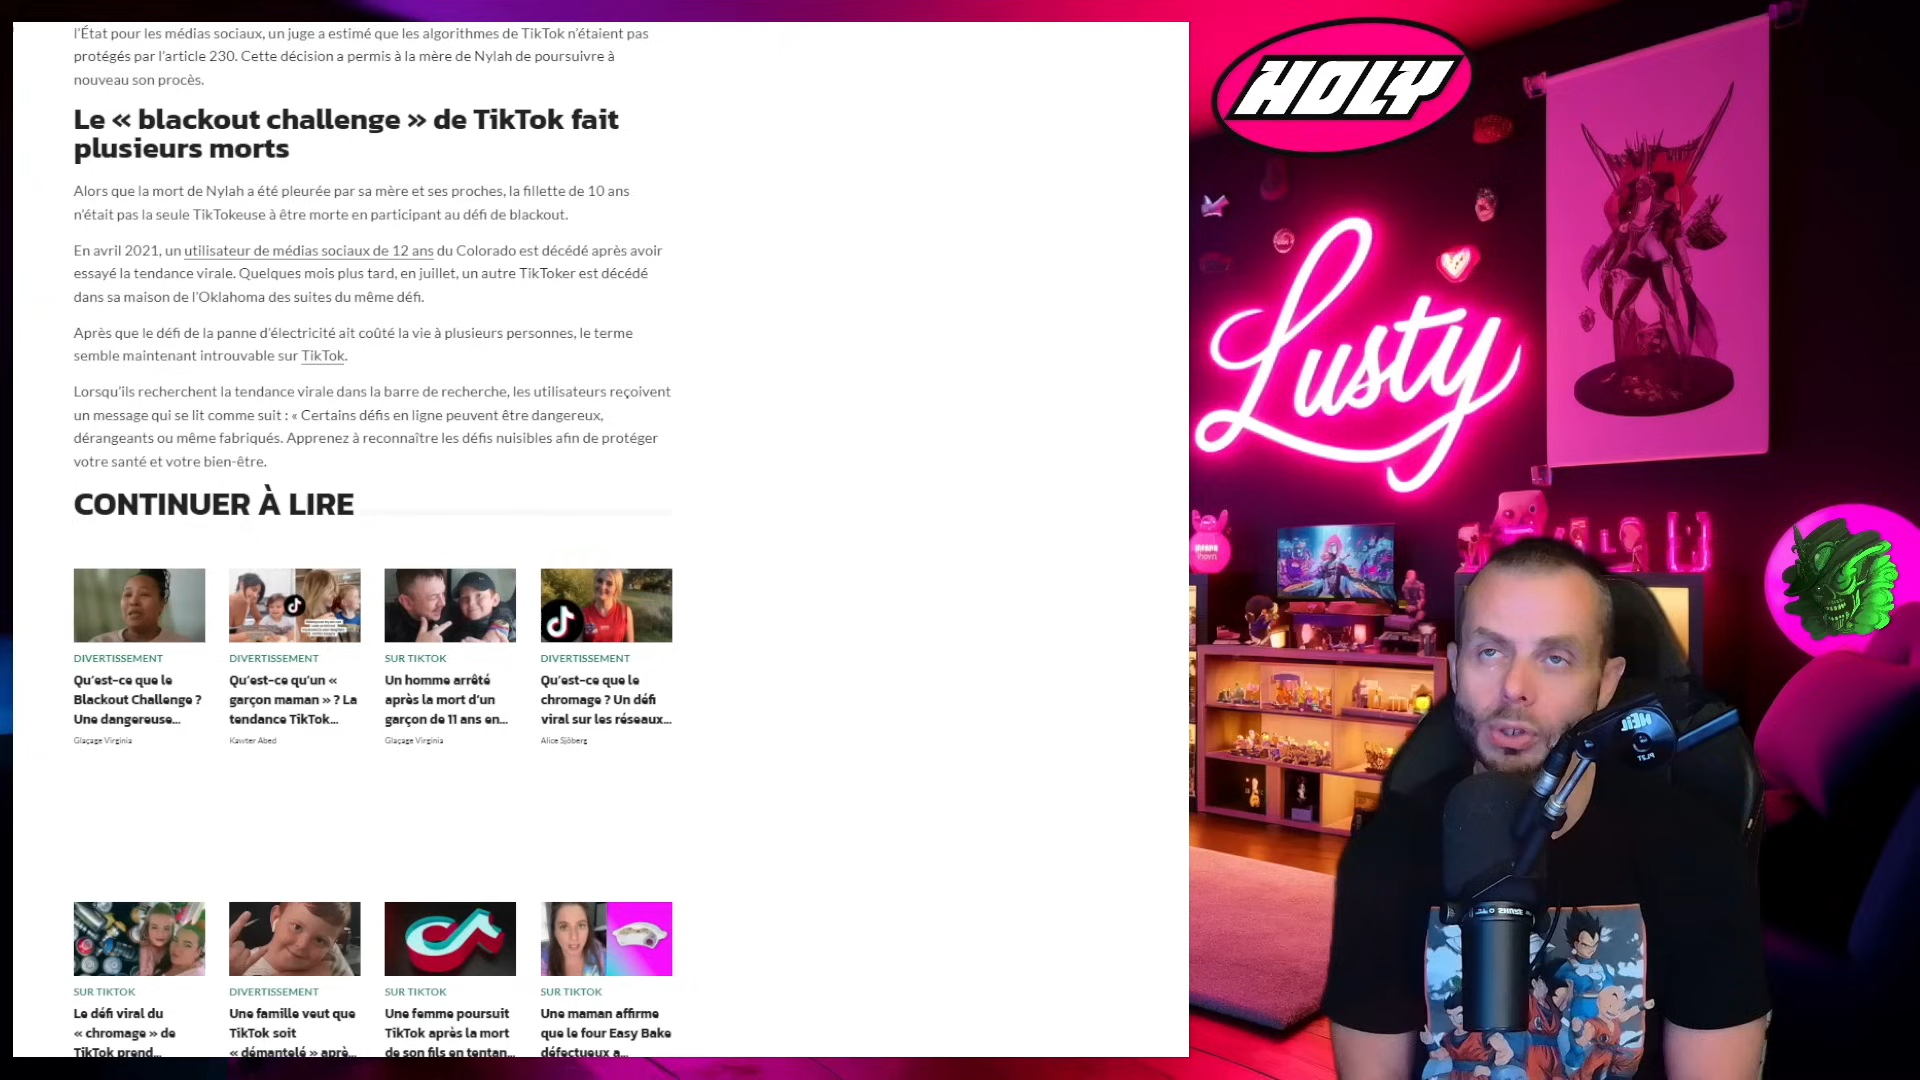 l'État pour les médias sociaux, un juge a estimé que les algorithmes de TikTok n'étaient pas
protégés par l'article 230. Cette décision a permis à la mère de Nylah de poursuivre à
nouveau son procès.
Le « blackout challenge » de TikTok fait
plusieurs morts
Alors que la mort de Nylah a été pleurée par sa mère et ses proches, la fillette de 10 ans
n'était pas la seule TikTokeuse à être morte en participant au défi de blackout.
En avril 2021, un utilisateur de médias sociaux de 12 ans du Colorado est décédé après avoir
essayé la tendance virale. Quelques mois plus tard, en juillet, un autre TikToker est décédé
dans sa maison de l'Oklahoma des suites du même défi.
Après que le défi de la panne d'électricité ait coûté la vie à plusieurs personnes, le terme
semble maintenant introuvable sur TikTok.
Lorsqu'ils recherchent la tendance virale dans la barre de recherche, les utilisateurs reçoivent
un message qui se lit comme suit : « Certains défis en ligne peuvent être dangereux,
dérangeants ou même fabriqués. Apprenez à reconnaître les défis nuisibles afin de protéger
votre santé et votre bien-être.
CONTINUER À LIRE
DIVERTISSEMENT
Qu'est-ce que le
Blackout Challenge ?
Une dangereuse...
Glaçage Virginia
DIVERTISSEMENT
Qu'est-ce qu'un «
garçon maman » ? La
tendance TikTok...
Kawter Abed
SUR TIKTOK
Un homme arrêté
après la mort d'un
garçon de 11 ans en...
Glaçage Virginia
DIVERTISSEMENT
Qu'est-ce que le
chromage ? Un défi
viral sur les réseaux...
Alice Sjöberg
SUR TIKTOK
Le défi viral du
« chromage » de
TikTok prend...
DIVERTISSEMENT
Une famille veut que
TikTok soit
« démantelé » aprè...
SUR TIKTOK
Une femme poursuit
TikTok après la mort
de son fils en tentan...
SUR TIKTOK
Une maman affirme
que le four Easy Bake
défectueux a...
HOLY
Lusty
HEIL
PL2T
SHURE